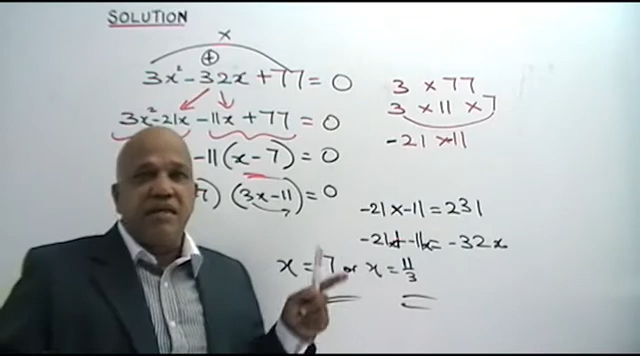 SOLUTION
×
+
3x² - 32x + 77 = 0
3x² - 21x - 11x + 77 = 0
- 11 (x - 7) = 0
7) (3x - 11) = 0
3 × 77
3 × 11 × 7
- 21 × 11
-21 × -11 = 231
-21x + -11x = -32x
x = 7 or x = 11/3